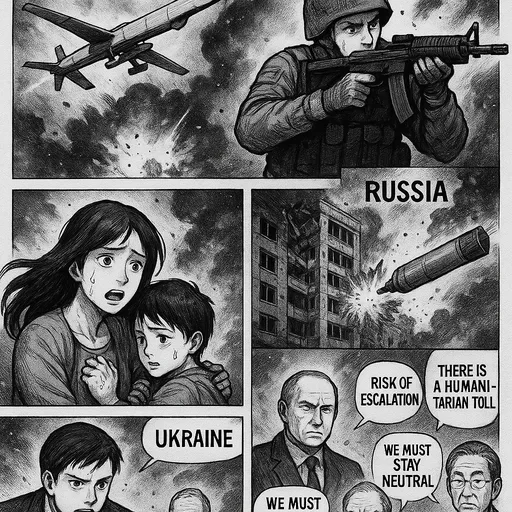 RUSSIA
UKRAINE
RISK OF
ESCALATION
THERE IS
A HUMANI-
TARIAN TOLL
WE MUST
STAY
NEUTRAL
WE MUST